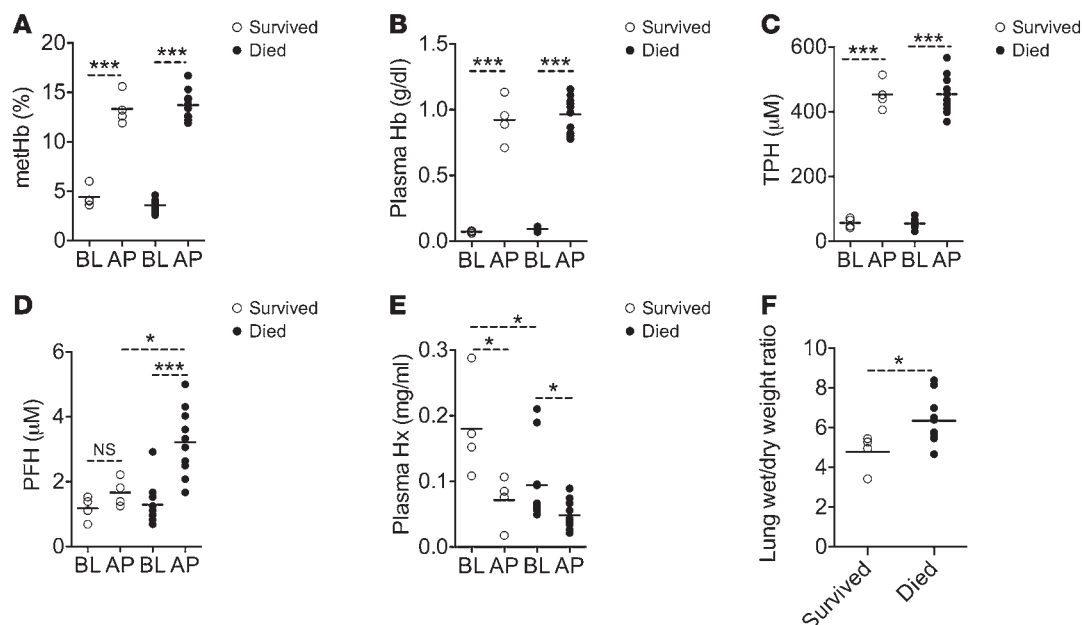 A
Survived
Died
***
***
metHb (%)
20
15
10
5
0
BL AP BL AP
B
Survived
Died
***
***
Plasma Hb (g/dl)
1.5
1.0
0.5
0.0
BL AP BL AP
C
Survived
Died
***
***
TPH (μM)
600
400
200
0
BL AP BL AP
D
Survived
Died
*
***
NS
PFH (μM)
6
4
2
0
BL AP BL AP
E
Survived
Died
*
*
*
Plasma Hx (mg/ml)
0.3
0.2
0.1
0.0
BL AP BL AP
F
*
Lung wet/dry weight ratio
10
8
6
4
2
0
Survived
Died